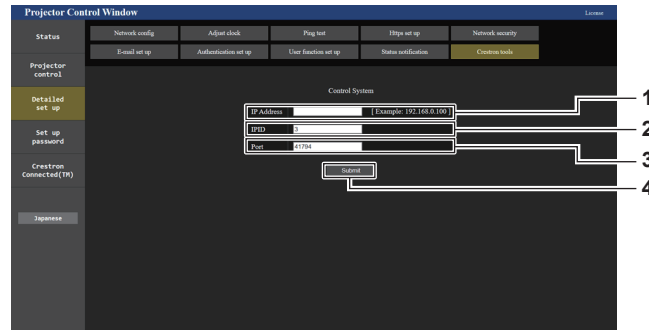 Projector Control Window
License
Status
Network config
Adjust clock
Ping test
Https set up
Network security
E-mail set up
Authentication set up
User function set up
Status notification
Crestron tools
Projector
control
Detailed
set up
Set up
password
Crestron
Connected(TM)
Japanese
Control System
IP Address
[ Example: 192.168.0.100 ]
IPID
3
Port
41794
Submit
1
2
3
4